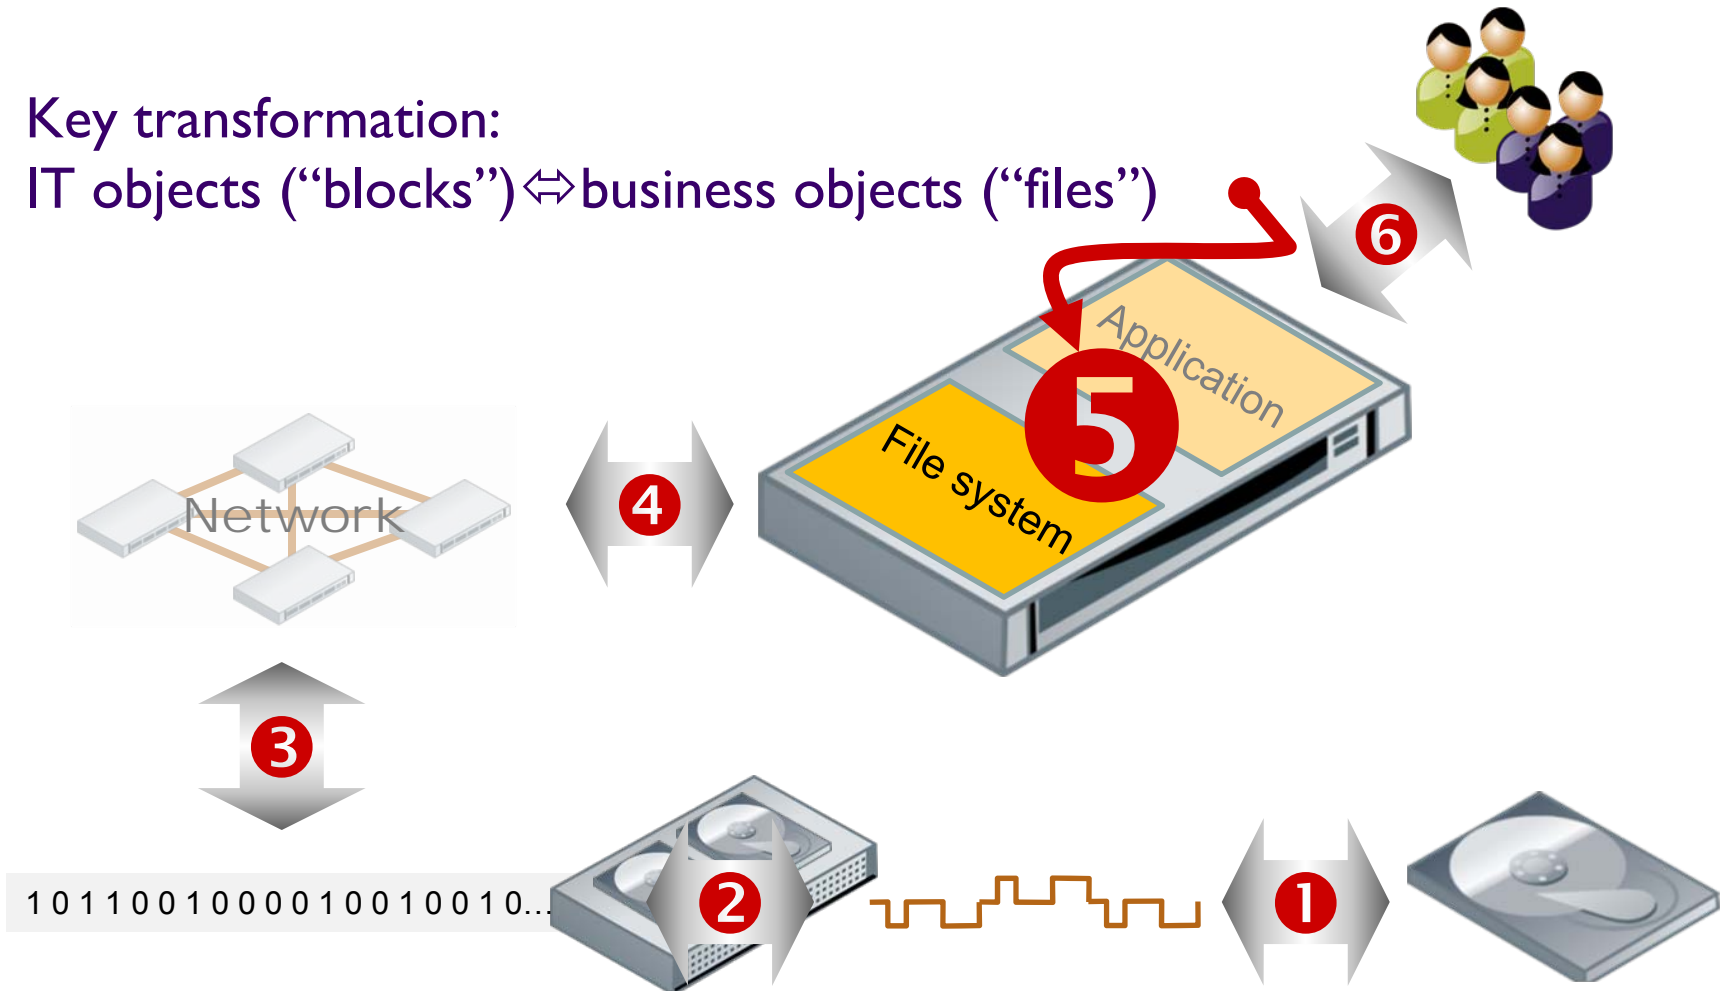 Key transformation:
IT objects (“blocks”)⇔business objects (“files”)
6
Application
5
File system
4
Network
3
1 0 1 1 0 0 1 0 0 0 0 1 0 0 1 0 0 1 0...
2
1